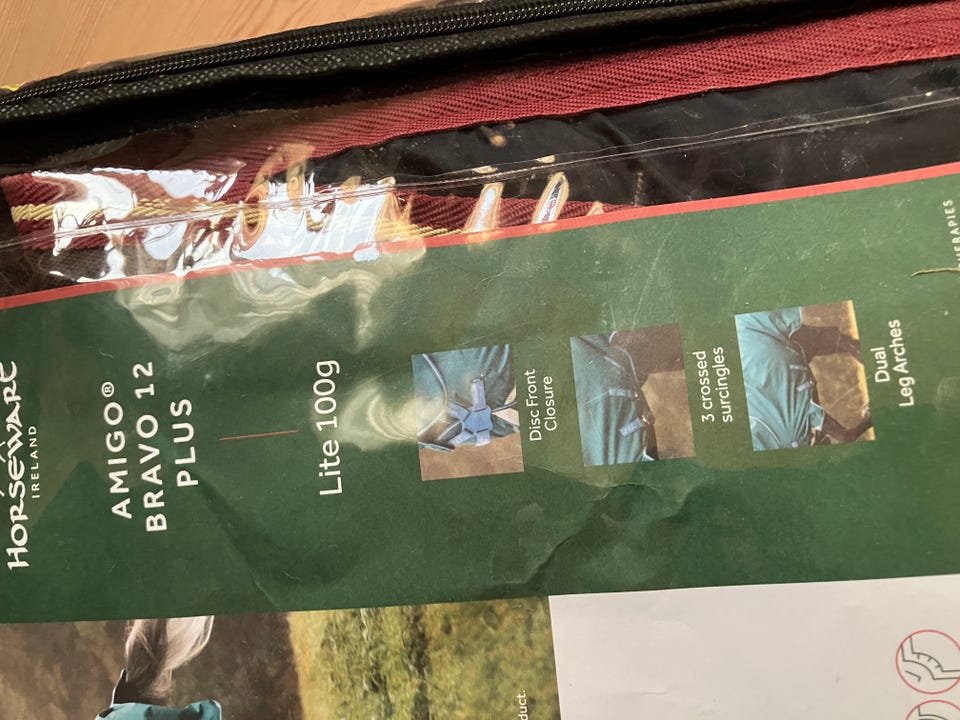 HORSEWARE
IRELAND
AMIGO®
BRAVO 12
PLUS
Lite 100g
Disc Front
Closure
3 crossed
surcingles
Dual
Leg Arches